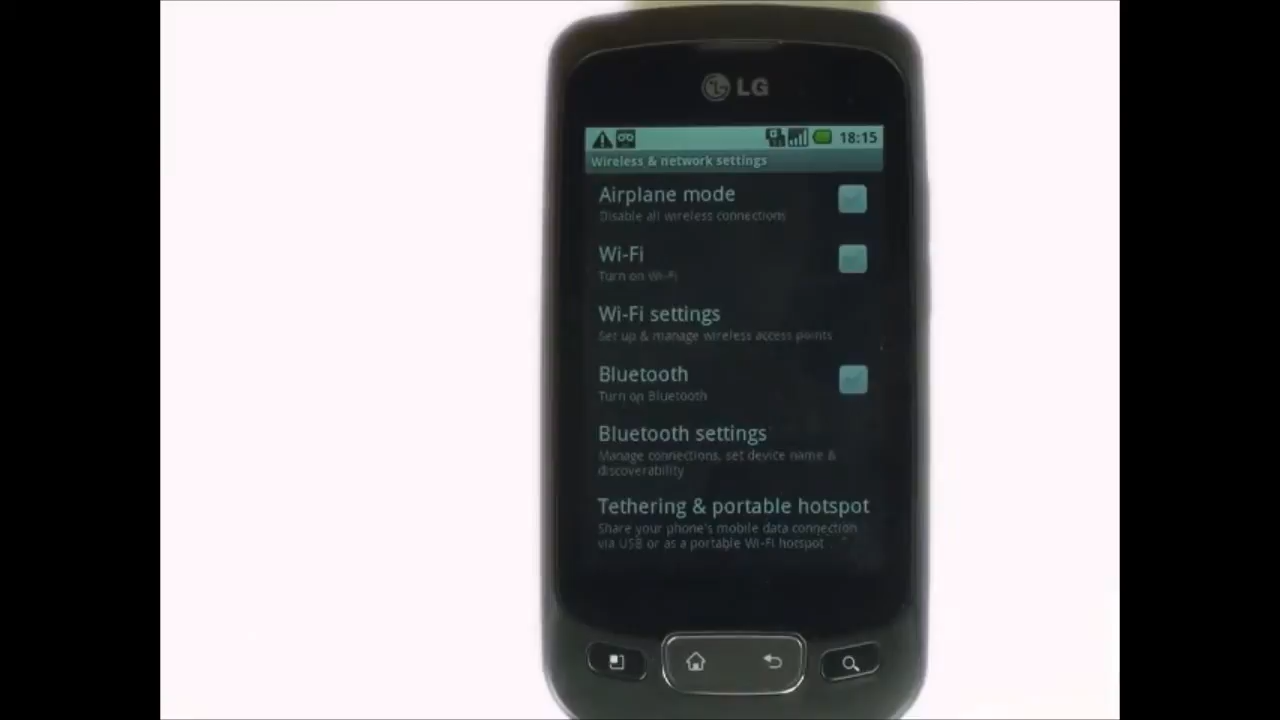 LG
18:15
Wireless & network settings
Airplane mode
Disable all wireless connections
Wi-Fi
Turn on Wi-Fi
Wi-Fi settings
Set up & manage wireless access points
Bluetooth
Turn on Bluetooth
Bluetooth settings
Manage connections, set device name &
discoverability
Tethering & portable hotspot
Share your phone's mobile data connection
via USB or as a portable Wi-Fi hotspot